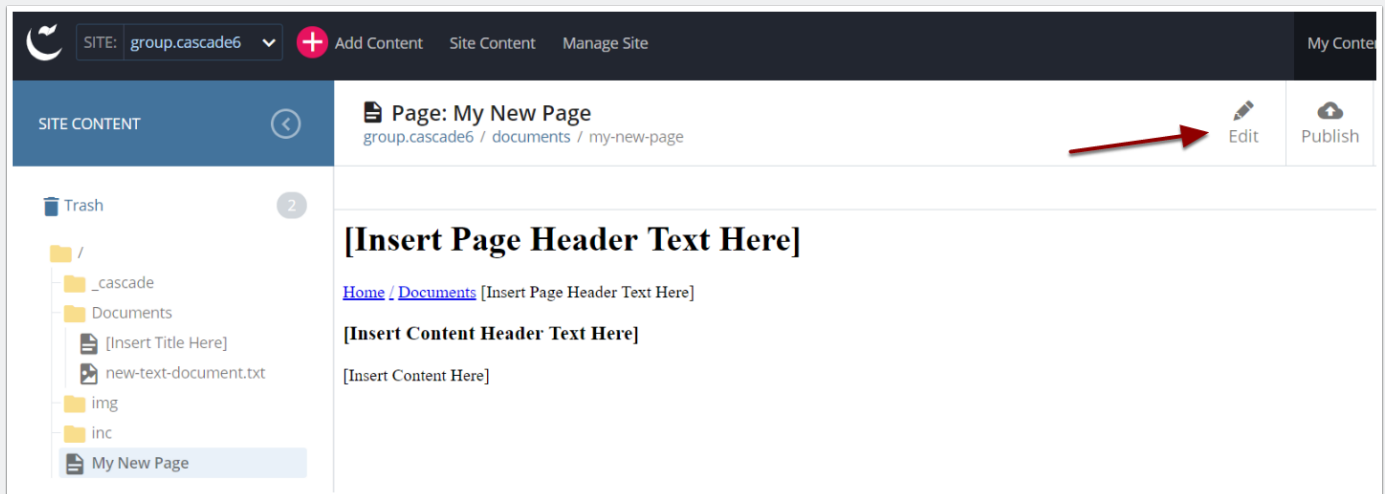 SITE: group.cascade6 Add Content Site Content Manage Site My Conte
SITE CONTENT
Page: My New Page
group.cascade6 / documents / my-new-page
Edit
Publish
Trash 2
/
_cascade
Documents
[Insert Title Here]
new-text-document.txt
img
inc
My New Page
[Insert Page Header Text Here]
Home / Documents [Insert Page Header Text Here]
[Insert Content Header Text Here]
[Insert Content Here]